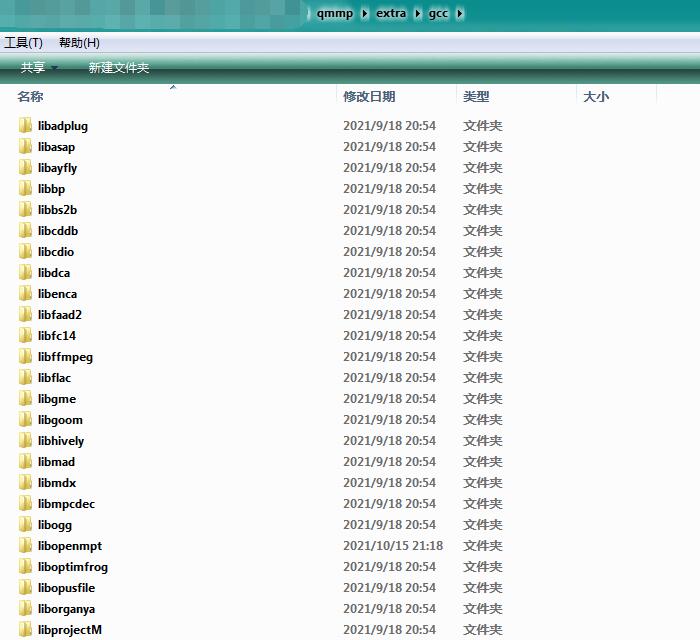 qmmp extra gcc
工具(T) 帮助(H)
共享 新建文件夹
名称 修改日期 类型 大小
libadplug 2021/9/18 20:54 文件夹
libasap 2021/9/18 20:54 文件夹
libayfly 2021/9/18 20:54 文件夹
libbp 2021/9/18 20:54 文件夹
libbs2b 2021/9/18 20:54 文件夹
libcddb 2021/9/18 20:54 文件夹
libcdio 2021/9/18 20:54 文件夹
libdca 2021/9/18 20:54 文件夹
libenca 2021/9/18 20:54 文件夹
libfaad2 2021/9/18 20:54 文件夹
libfc14 2021/9/18 20:54 文件夹
libffmpeg 2021/9/18 20:54 文件夹
libflac 2021/9/18 20:54 文件夹
libgme 2021/9/18 20:54 文件夹
libgoom 2021/9/18 20:54 文件夹
libhively 2021/9/18 20:54 文件夹
libmad 2021/9/18 20:54 文件夹
libmdx 2021/9/18 20:54 文件夹
libmpcdec 2021/9/18 20:54 文件夹
libogg 2021/9/18 20:54 文件夹
libopenmpt 2021/10/15 21:18 文件夹
liboptimfrog 2021/9/18 20:54 文件夹
libopusfile 2021/9/18 20:54 文件夹
liborganya 2021/9/18 20:54 文件夹
libprojectM 2021/9/18 20:54 文件夹